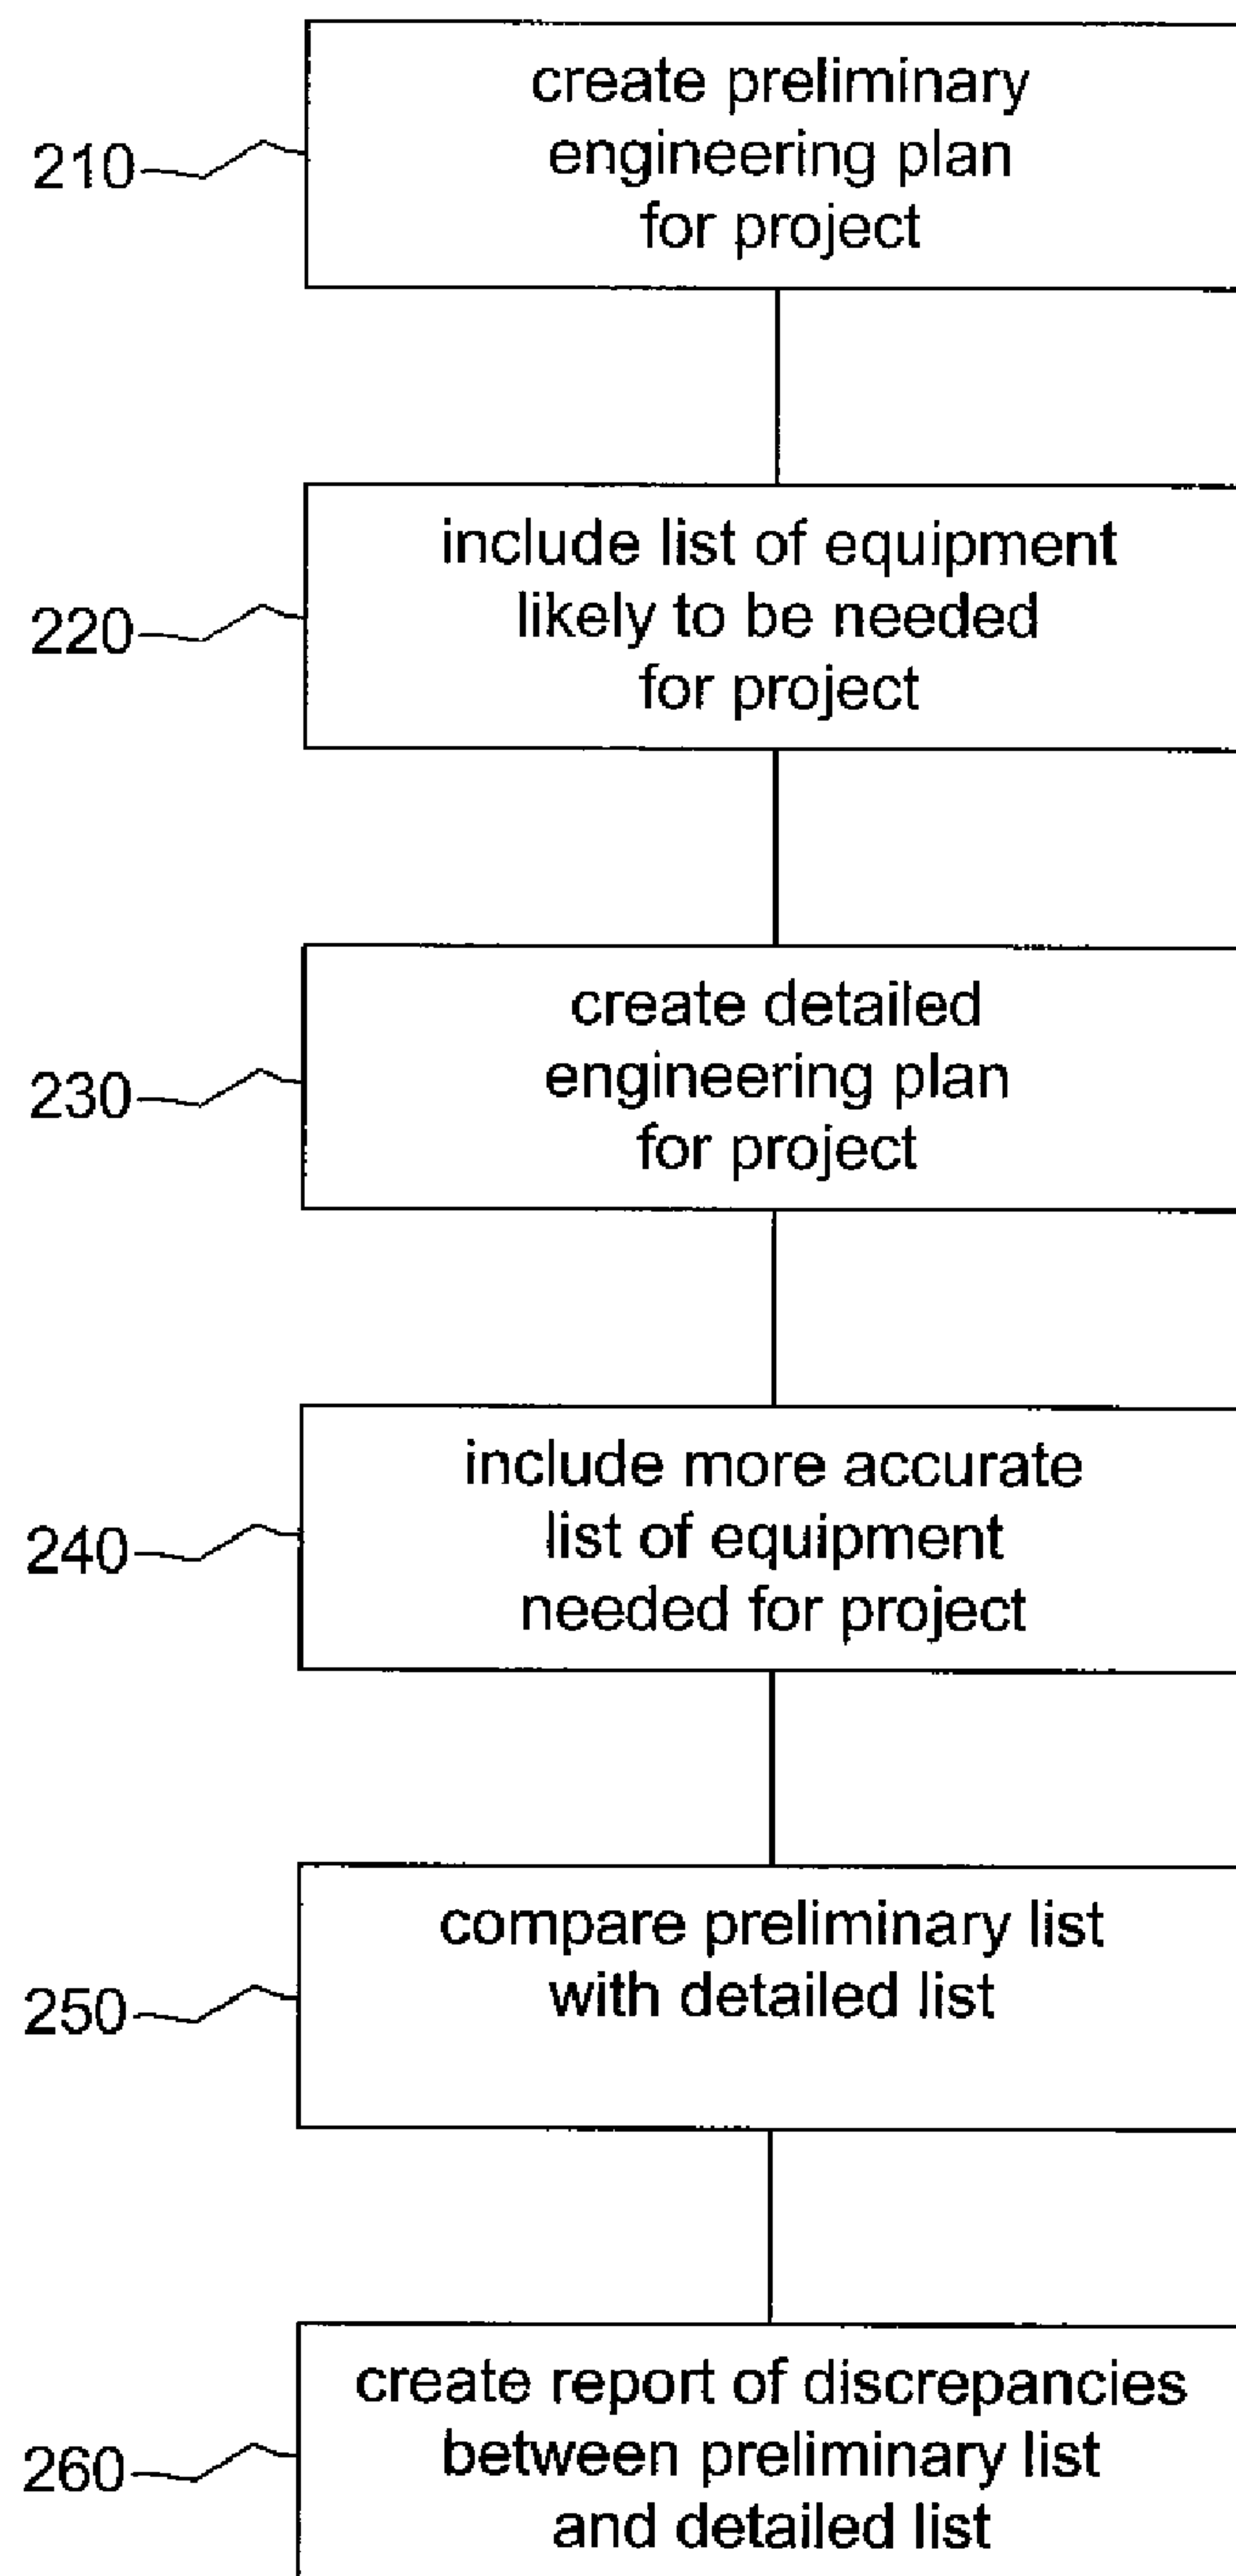 create preliminary
engineering plan
for project
210
include list of equipment
likely to be needed
for project
220
create detailed
engineering plan
for project
230
include more accurate
list of equipment
needed for project
240
compare preliminary list
with detailed list
250
create report of discrepancies
between preliminary list
and detailed list
260